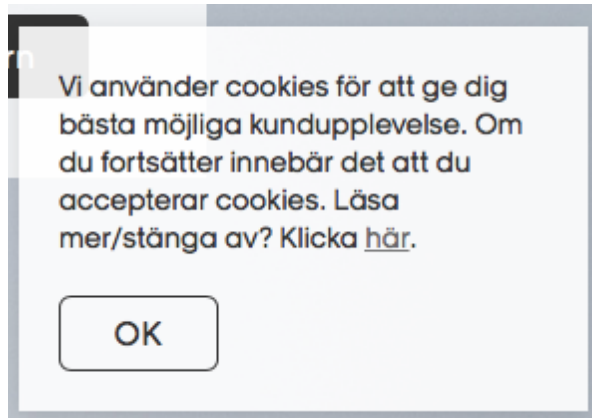 Vi använder cookies för att ge dig
bästa möjliga kundupplevelse. Om
du fortsätter innebär det att du
accepterar cookies. Läsa
mer/stänga av? Klicka här.
OK